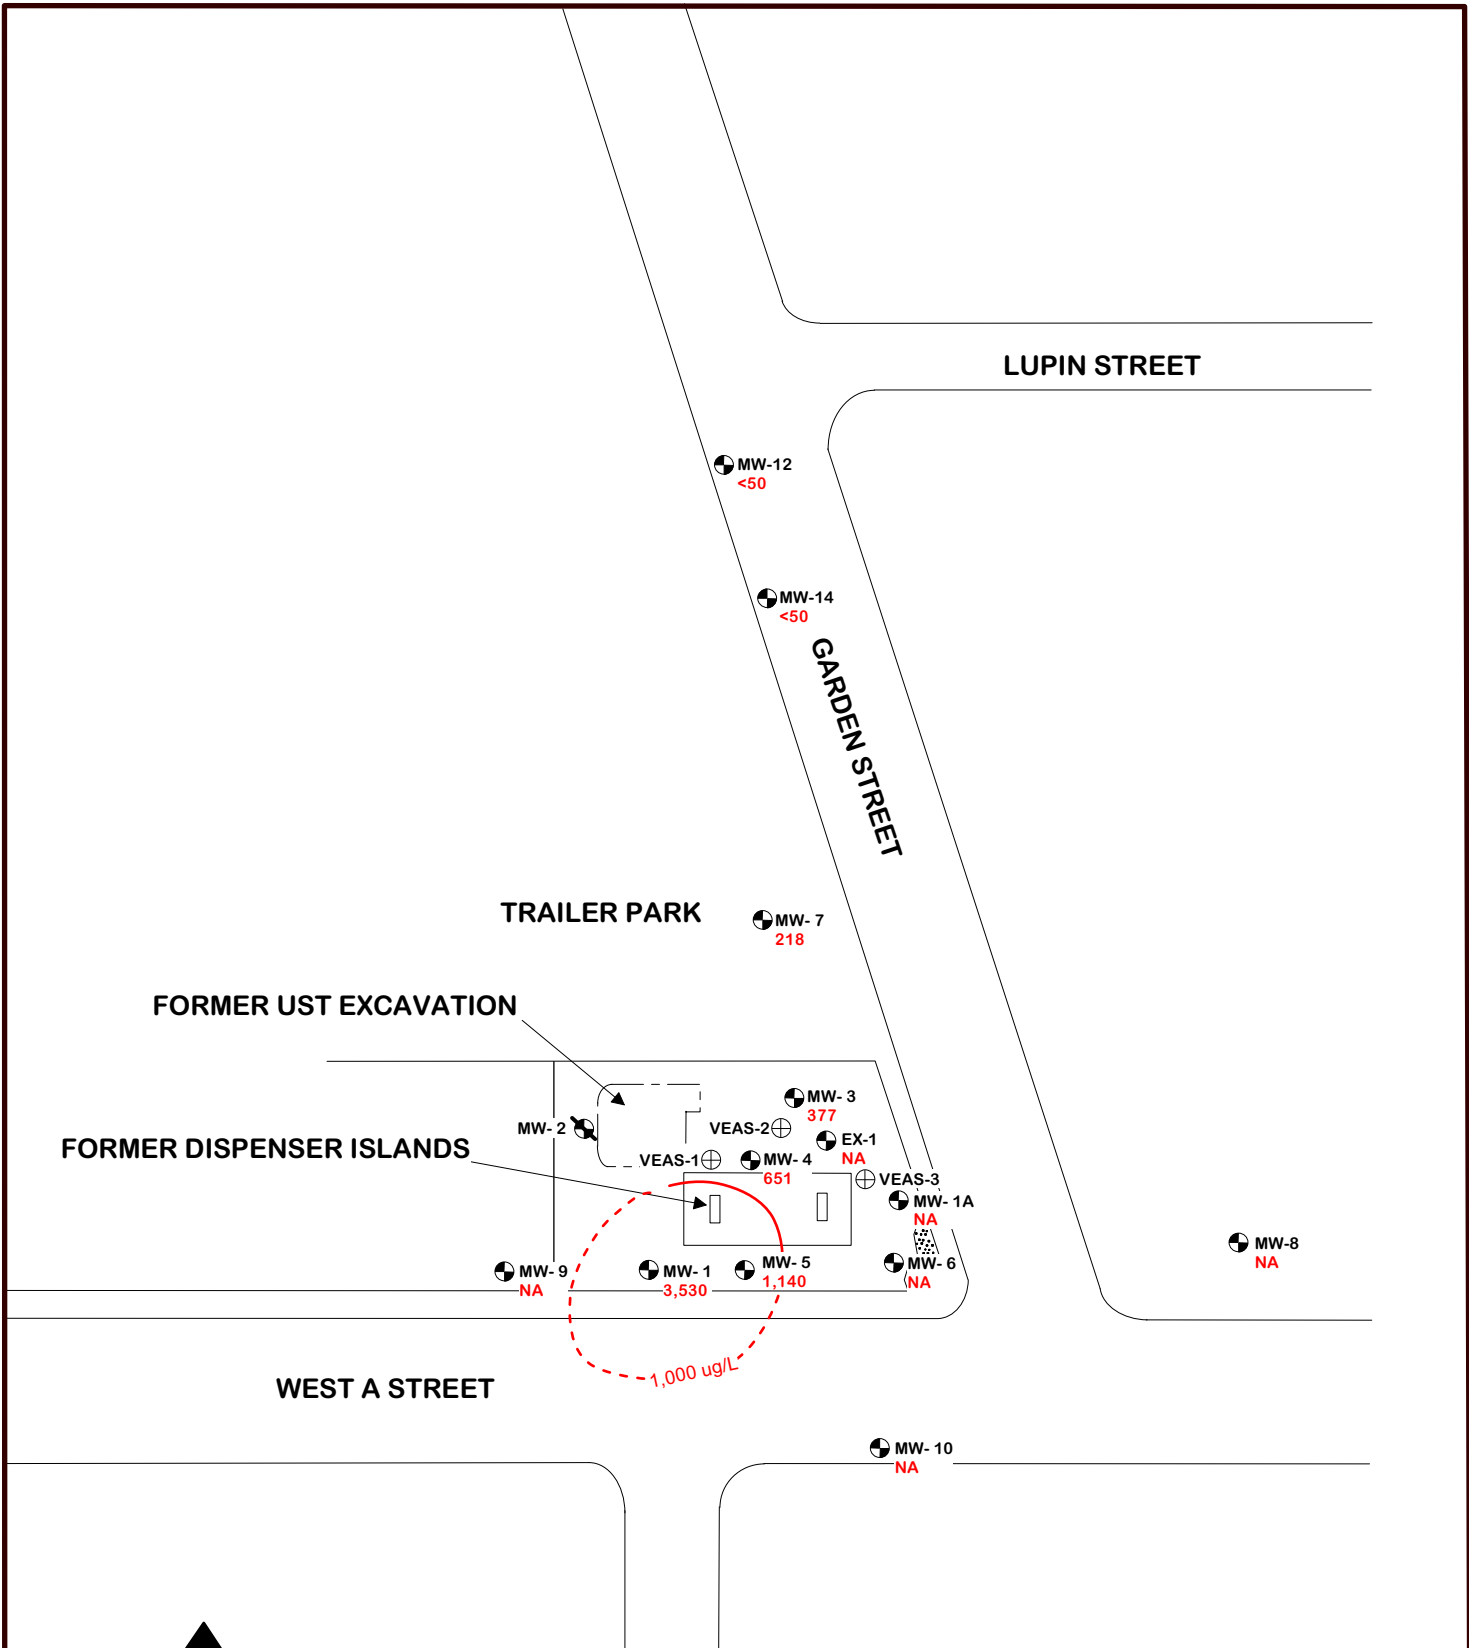 LUPIN STREET
MW-12
<50
MW-14
<50
GARDEN STREET
TRAILER PARK
MW- 7
218
FORMER UST EXCAVATION
MW- 3
377
MW- 2
VEAS-2
EX-1
NA
FORMER DISPENSER ISLANDS
VEAS-1
MW- 4
651
VEAS-3
MW- 1A
NA
MW-8
NA
MW- 9
NA
MW- 1
3,530
MW- 5
1,140
MW- 6
NA
1,000 ug/L
WEST A STREET
MW- 10
NA